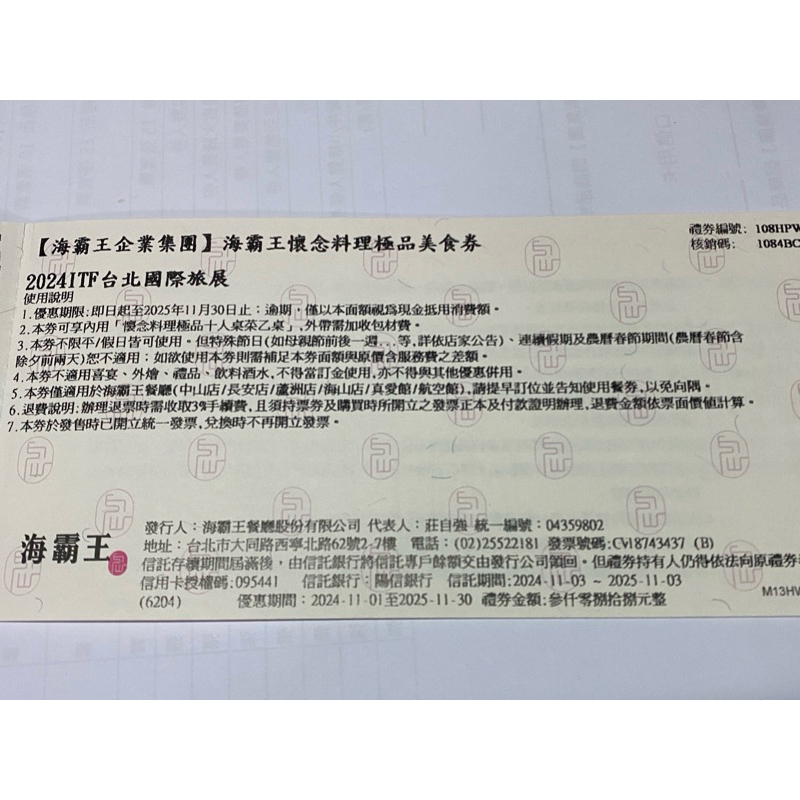 【海霸王企業集團】海霸王懷念料理極品美食券
禮券編號: 108HPW
核銷碼: 1084BC
2024ITF台北國際旅展
使用說明
1.優惠期限:即日起至2025年11月30日止；逾期，僅以本面額視為現金抵用消費額。
2.本券可享內用「懷念料理極品十人桌菜乙桌」,外帶需加收包材費。
3.本券不限平/假日皆可使用。但特殊節日(如母親節前後一週...等,詳依店家公告)、連續假期及農曆春節期間(農曆春節含
除夕前兩天)恕不適用；如欲使用本券則需補足本券面額與原價含服務費之差額。
4.本券不適用喜宴、外燴、禮品、飲料酒水,不得當訂金使用,亦不得與其他優惠併用。
5.本券僅適用於海霸王餐廳(中山店/長安店/蘆洲店/海山店/真愛館/航空館),請提早訂位並告知使用餐券,以免向隅。
6.退費說明:辦理退票時需收取3%手續費,且須持票券及購買時所開立之發票正本及付款證明辦理,退費金額依票面價值計算。
7.本券於發售時已開立統一發票,兌換時不再開立發票。
海霸王
發行人：海霸王餐廳股份有限公司 代表人：莊自強 統一編號：04359802
地址：台北市大同路西寧北路62號2-7樓 電話：(02)25522181 發票號碼:CV18743437 (B)
信託存續期間屆滿後，由信託銀行將信託專戶餘額交由發行公司領回。但禮券持有人仍得依法向原禮券
信用卡授權碼:095441 信託銀行：陽信銀行 信託期間:2024-11-03 ~ 2025-11-03
M13HW
(6204) 優惠期間：2024-11-01至2025-11-30 禮券金額:參仟零捌拾捌元整